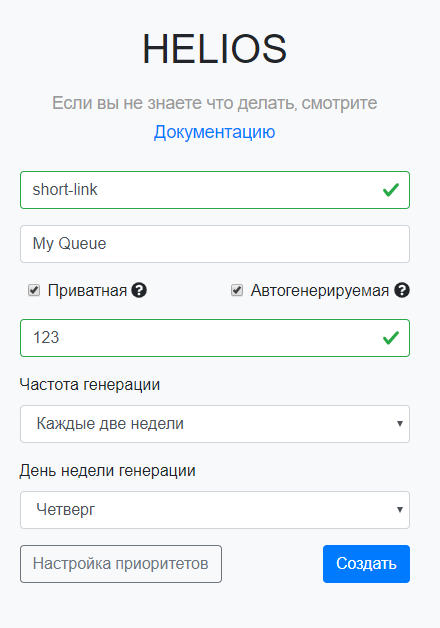 HELIOS
Если вы не знаете что делать, смотрите
Документацию
short-link
My Queue
Приватная ? Автогенерируемая ?
123
Частота генерации
Каждые две недели
День недели генерации
Четверг
Настройка приоритетов Создать